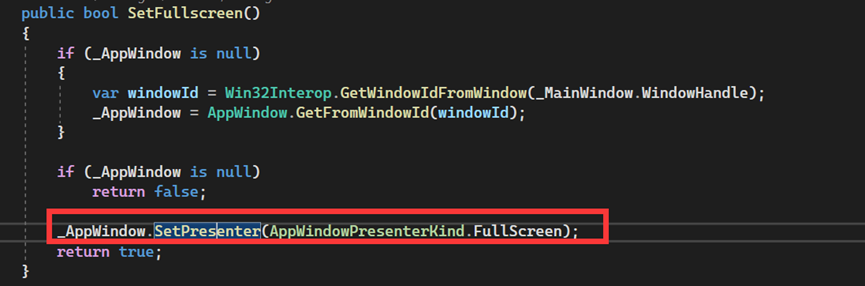 public bool SetFullscreen()
{
if (_AppWindow is null)
{
var windowId = Win32Interop.GetWindowIdFromWindow(_MainWindow.WindowHandle);
_AppWindow = AppWindow.GetFromWindowId(windowId);
}
if (_AppWindow is null)
return false;
_AppWindow.SetPresenter(AppWindowPresenterKind.FullScreen);
return true;
}